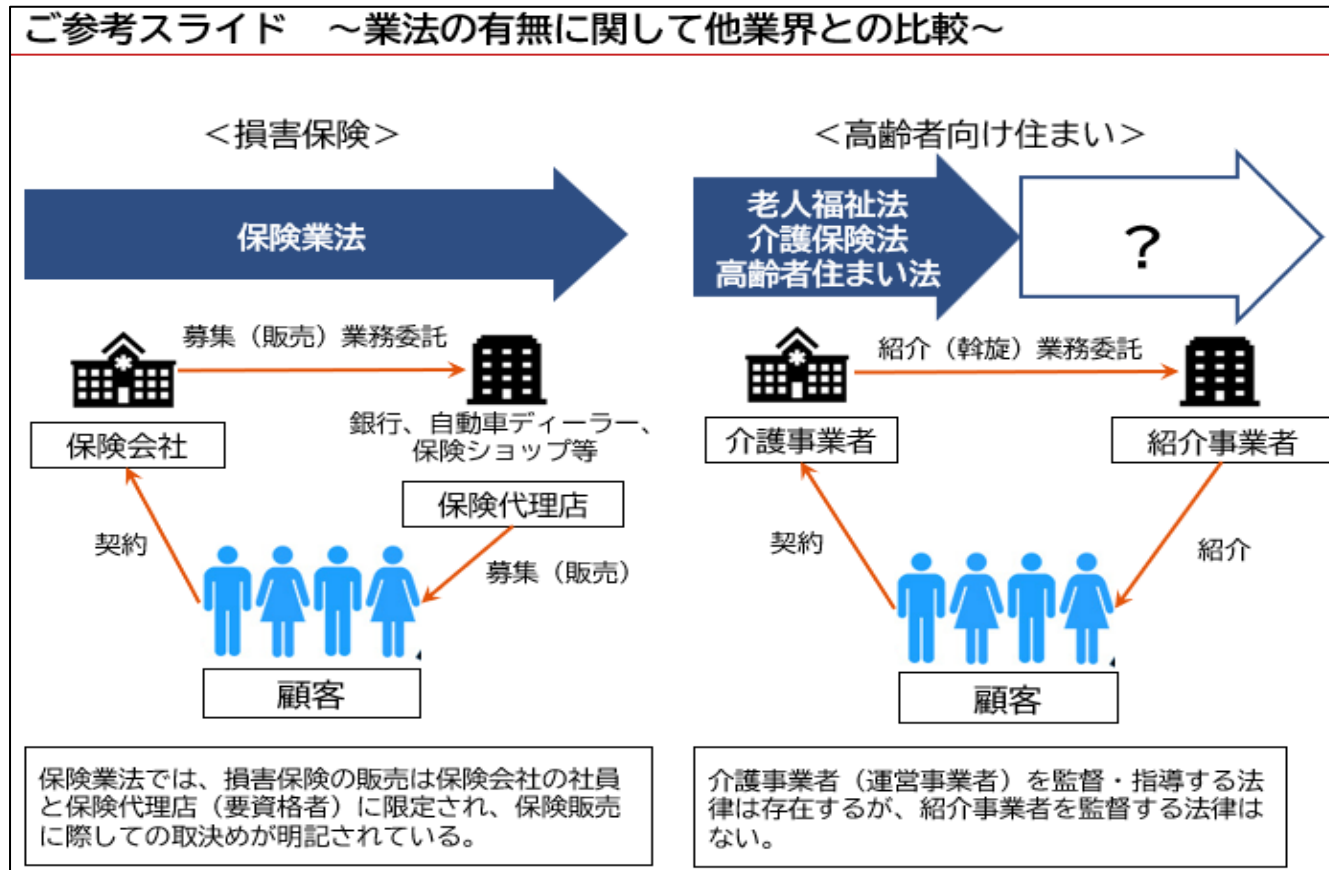 ご参考スライド　～業法の有無に関して他業界との比較～
＜損害保険＞
保険業法
募集（販売）業務委託
銀行、自動車ディーラー、
保険ショップ等
保険会社
保険代理店
契約
募集（販売）
顧客
保険業法では、損害保険の販売は保険会社の社員
と保険代理店（要資格者）に限定され、保険販売
に際しての取決めが明記されている。
＜高齢者向け住まい＞
老人福祉法
介護保険法
高齢者住まい法
？
紹介（斡旋）業務委託
介護事業者
紹介事業者
契約
紹介
顧客
介護事業者（運営事業者）を監督・指導する法
律は存在するが、紹介事業者を監督する法律は
ない。